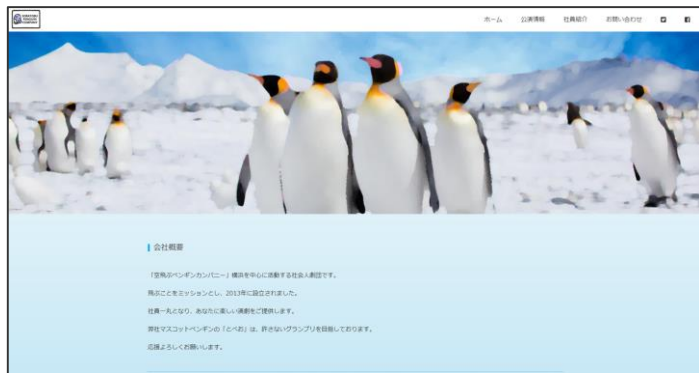 ホーム 公演情報 社員紹介 お問い合わせ
会社概要
「空飛ぶペンギンカンパニー」横浜を中心に活動する社会人劇団です。
飛ぶことをミッションとし、2013年に設立されました。
社員一丸となり、あなたに楽しい演劇をご提供します。
弊社マスコットペンギンの「とべお」は、許さないグランプリを目指しております。
応援よろしくお願いします。